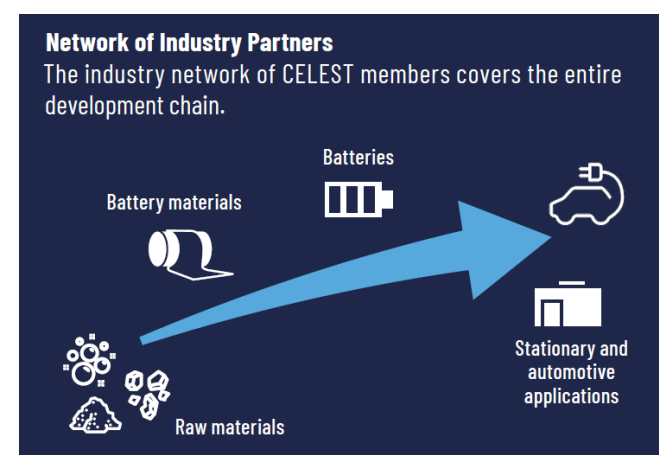 Network of Industry Partners
The industry network of CELEST members covers the entire
development chain.
Batteries
Battery materials
Stationary and
automotive
applications
Raw materials